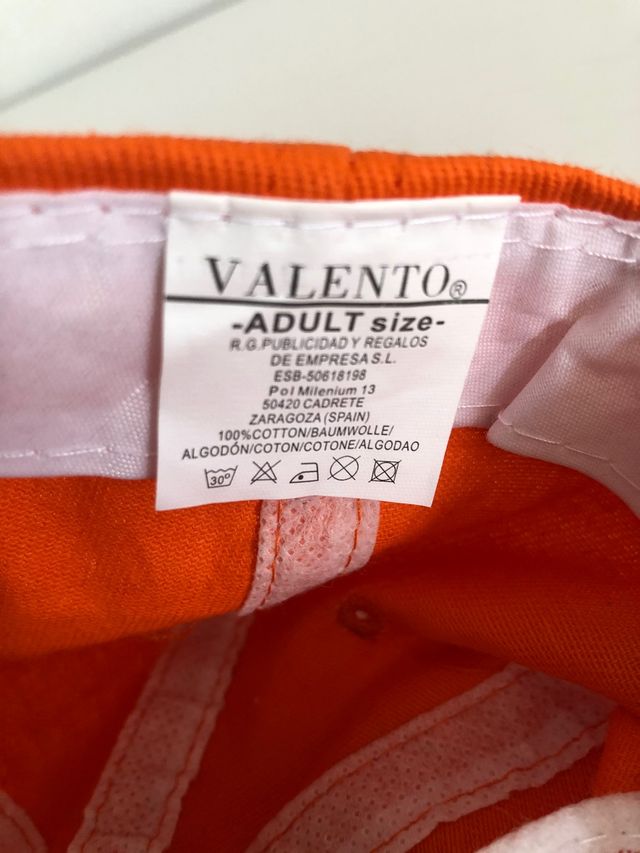 VALENTO®
-ADULT size-
R.G.PUBLICIDAD Y REGALOS
DE EMPRESA S.L.
ESB-50618198
Pol Milenium 13
50420 CADRETE
ZARAGOZA (SPAIN)
100%COTTON/BAUMWOLLE/
ALGODÓN/COTON/COTONE/ALGODAO
30º